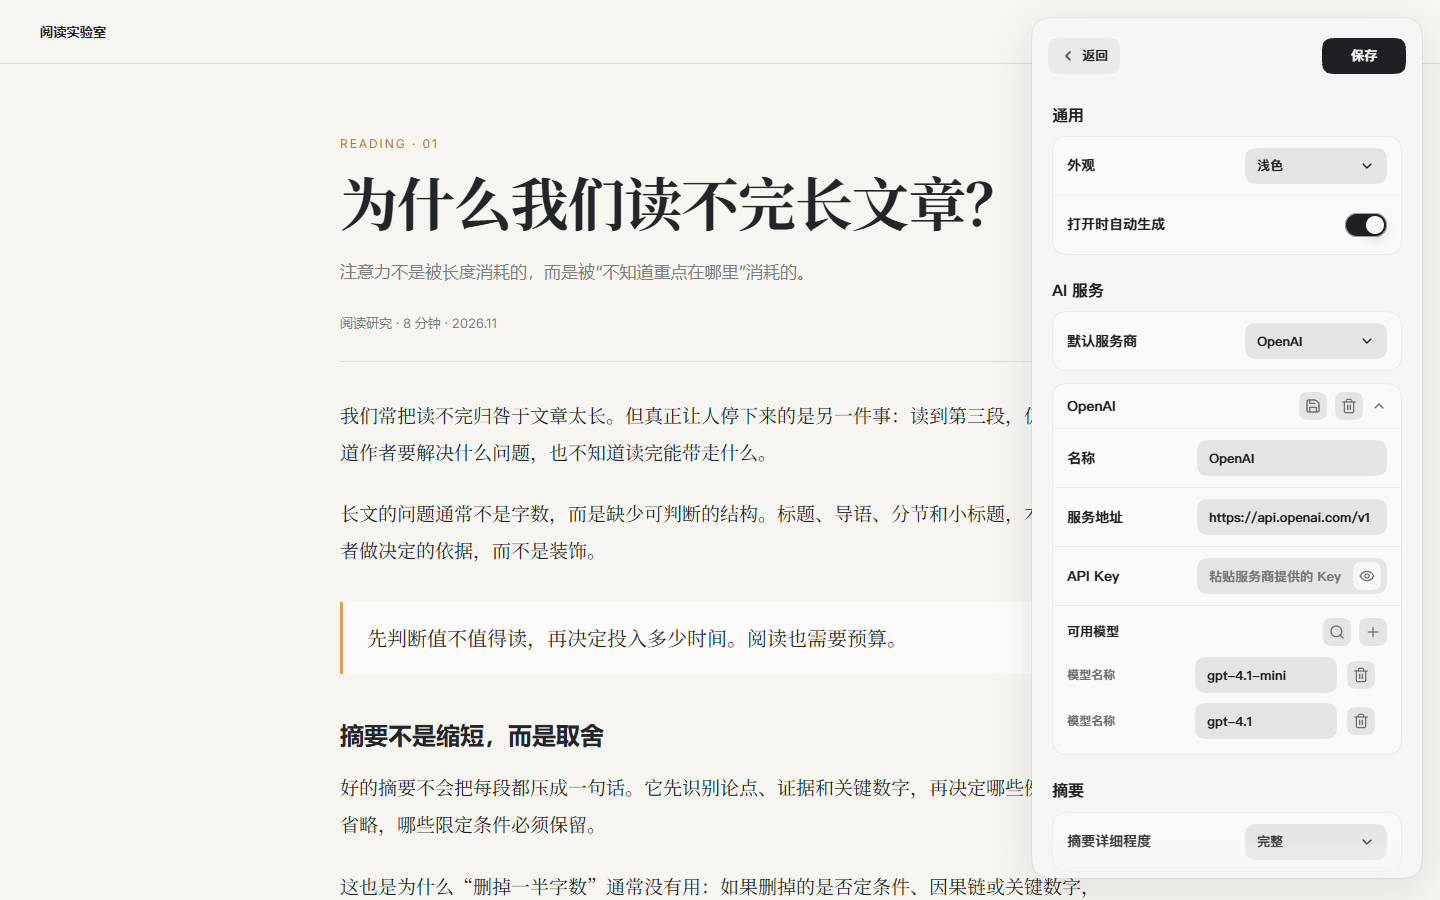 阅读实验室
READING · 01
为什么我们读不完长文章？
注意力不是被长度消耗的，而是被“不知道重点在哪里”消耗的。
阅读研究 · 8 分钟 · 2026.11
我们常把读不完归咎于文章太长。但真正让人停下来的是另一件事：读到第三段，
道作者要解决什么问题，也不知道读完能带走什么。
长文的问题通常不是字数，而是缺少可判断的结构。标题、导语、分节和小标题，
者做决定的依据，而不是装饰。
先判断值不值得读，再决定投入多少时间。阅读也需要预算。
摘要不是缩短，而是取舍
好的摘要不会把每段都压成一句话。它先识别论点、证据和关键数字，再决定哪些
省略，哪些限定条件必须保留。
这也是为什么“删掉一半字数”通常没有用：如果删掉的是否定条件、因果链或关键数字，
返回
保存
通用
外观
浅色
打开时自动生成
AI 服务
默认服务商
OpenAI
OpenAI
名称
OpenAI
服务地址
https://api.openai.com/v1
API Key
粘贴服务商提供的 Key
可用模型
模型名称
gpt-4.1-mini
模型名称
gpt-4.1
摘要
摘要详细程度
完整